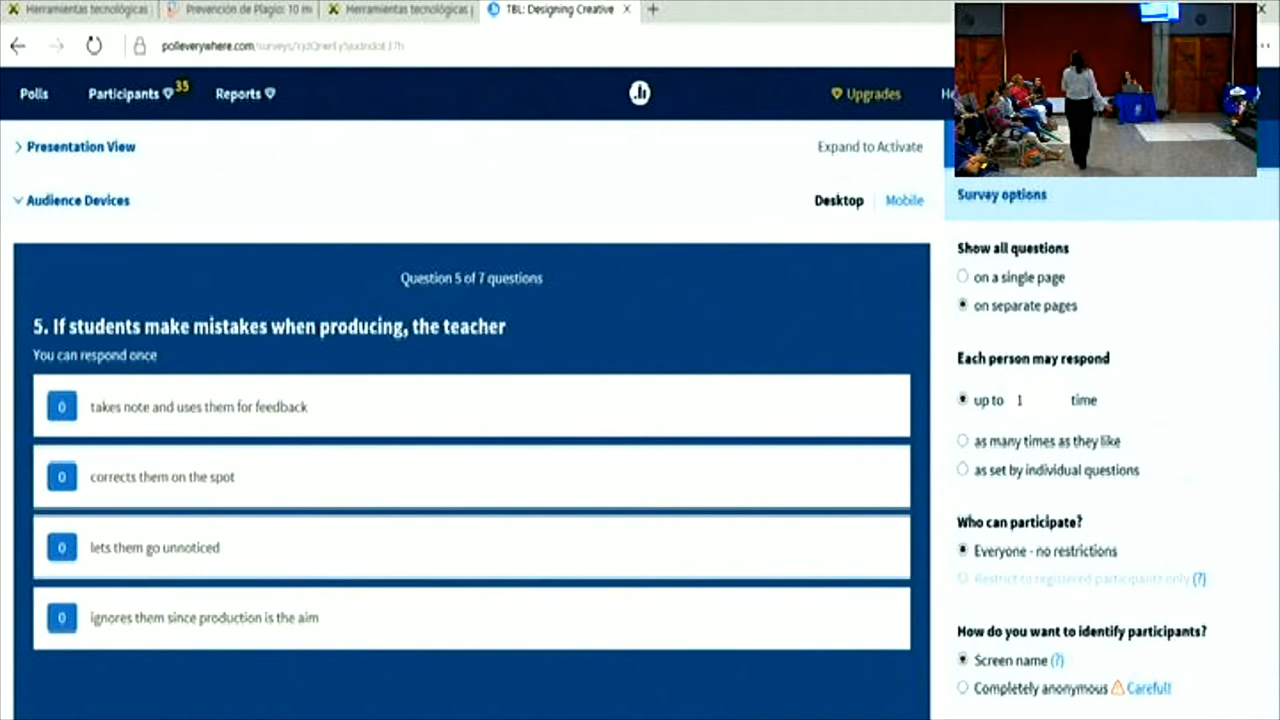 Herramientas tecnológicas
Prevención de Plagio: 10 m
Herramientas tecnológicas
TBL: Designing Creative
polleverywhere.com/surveys/
Polls
Participants 35
Reports
Upgrades
Presentation View
Expand to Activate
Audience Devices
Desktop
Mobile
Question 5 of 7 questions
5. If students make mistakes when producing, the teacher
You can respond once
0 takes note and uses them for feedback
0 corrects them on the spot
0 lets them go unnoticed
0 ignores them since production is the aim
Survey options
Show all questions
on a single page
on separate pages
Each person may respond
up to 1 time
as many times as they like
as set by individual questions
Who can participate?
Everyone - no restrictions
Restrict to registered participants only (?)
How do you want to identify participants?
Screen name (?)
Completely anonymous Careful!